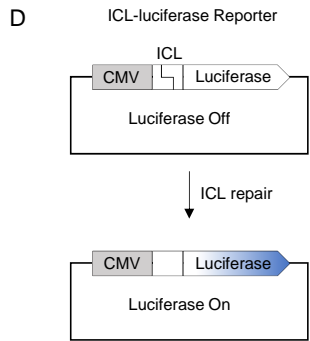 D
ICL-luciferase Reporter
ICL
CMV Luciferase
Luciferase Off
ICL repair
CMV Luciferase
Luciferase On